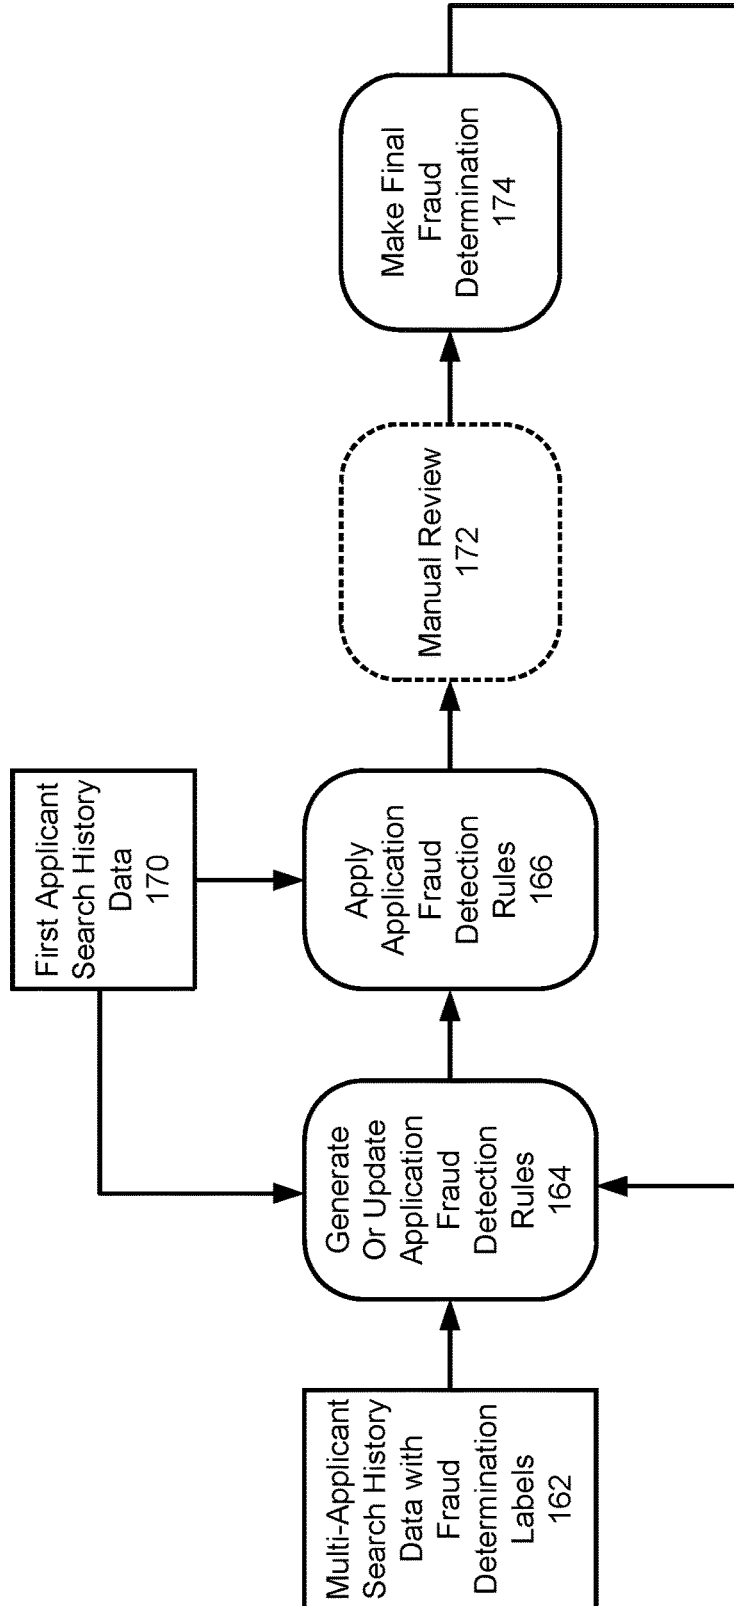 First Applicant
Search History
Data
170
Multi-Applicant
Search History
Data with
Fraud
Determination
Labels
162
Generate
Or Update
Application
Fraud
Detection
Rules
164
Apply
Application
Fraud
Detection
Rules
166
Manual Review
172
Make Final
Fraud
Determination
174